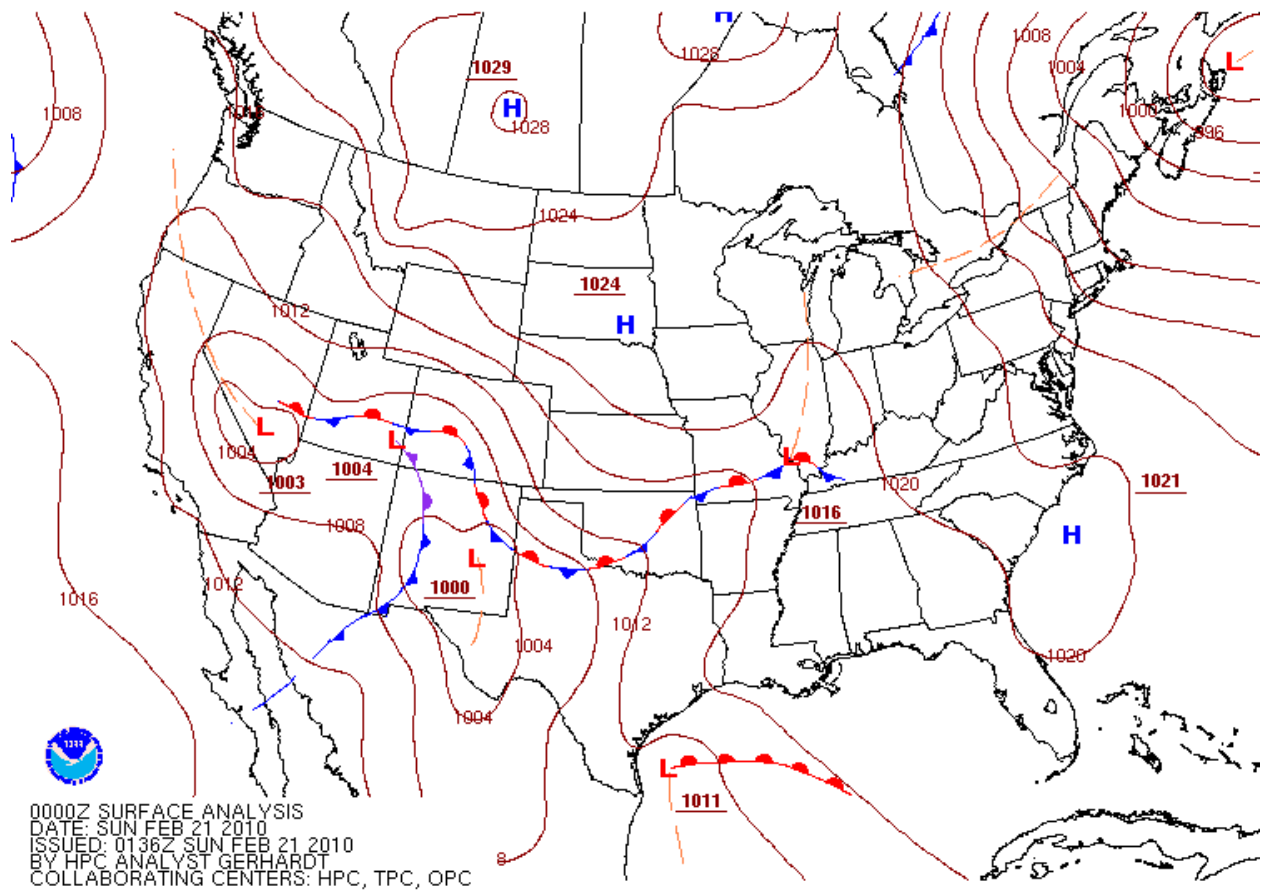 H
1028
1008
1008
1004
L
1029
H
1028
1000
996
1024
1024
H
1012
1004
L
1003
L
1004
1008
L
1016
1020
1021
H
L
1000
1012
1016
1012
1004
1020
1004
L
1011
8
0000Z SURFACE ANALYSIS
DATE: SUN FEB 21 2010
ISSUED: 0136Z SUN FEB 21 2010
BY HPC ANALYST GERHARDT
COLLABORATING CENTERS: HPC, TPC, OPC